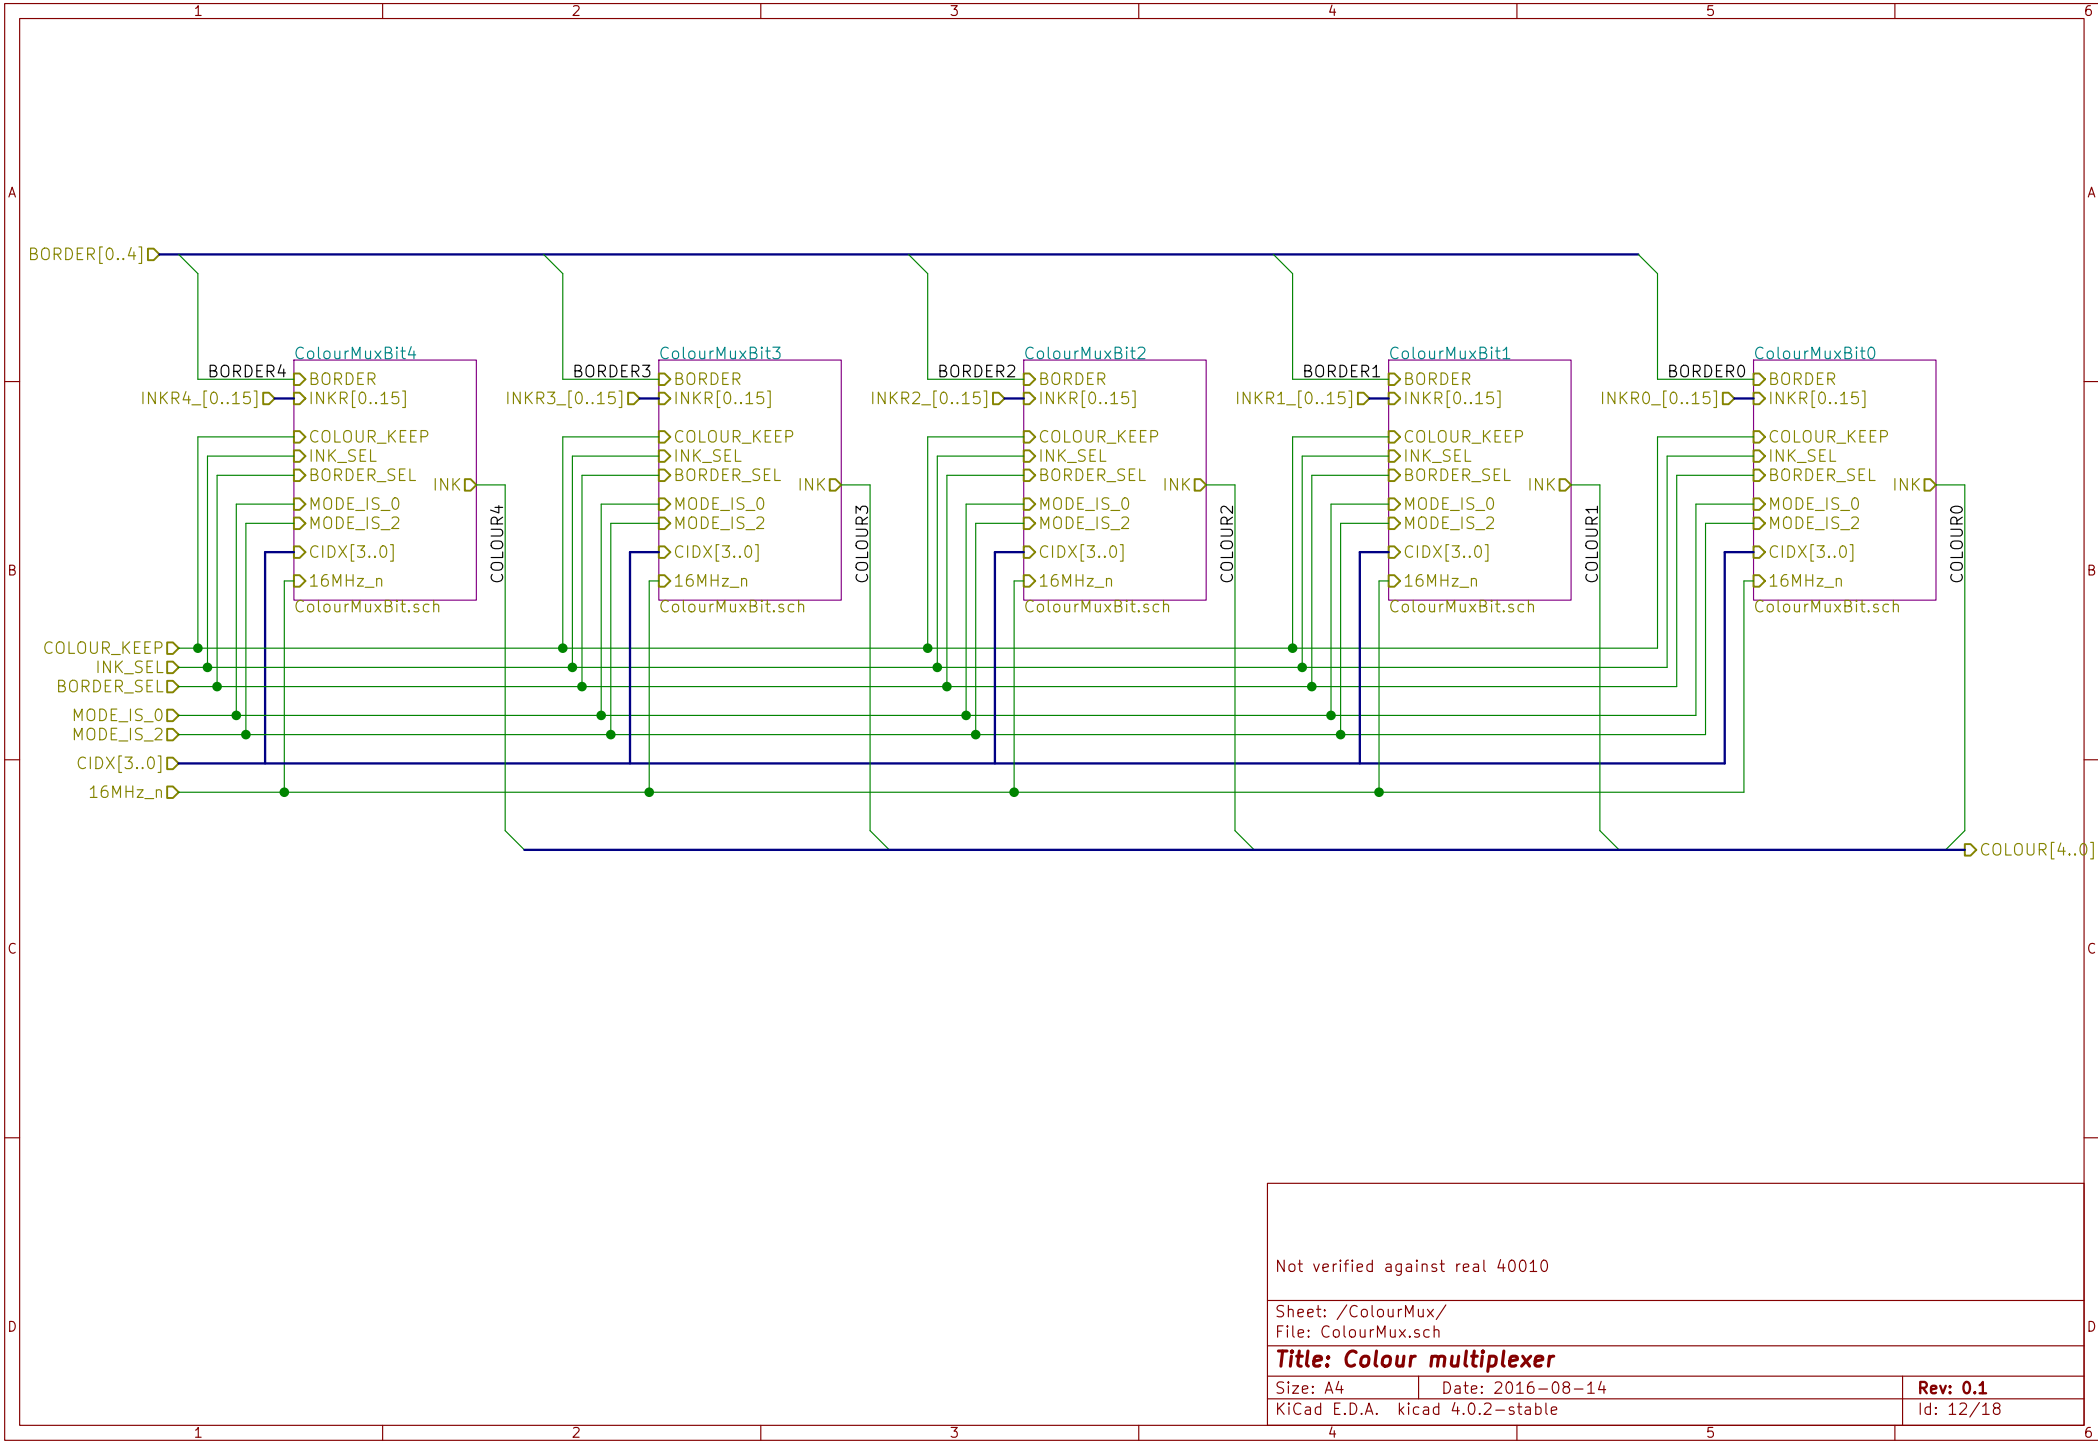 1 2 3 4 5 6
A A
BORDER[0..4]
ColourMuxBit4 ColourMuxBit3 ColourMuxBit2 ColourMuxBit1 ColourMuxBit0
BORDER4 BORDER BORDER3 BORDER BORDER2 BORDER BORDER1 BORDER BORDER0 BORDER
INKR4_[0..15] INKR[0..15] INKR3_[0..15] INKR[0..15] INKR2_[0..15] INKR[0..15] INKR1_[0..15] INKR[0..15] INKR0_[0..15] INKR[0..15]
COLOUR_KEEP COLOUR_KEEP COLOUR_KEEP COLOUR_KEEP COLOUR_KEEP
INK_SEL INK_SEL INK_SEL INK_SEL INK_SEL
BORDER_SEL BORDER_SEL BORDER_SEL BORDER_SEL BORDER_SEL
INK INK INK INK INK
MODE_IS_0 MODE_IS_0 MODE_IS_0 MODE_IS_0 MODE_IS_0
MODE_IS_2 MODE_IS_2 MODE_IS_2 MODE_IS_2 MODE_IS_2
COLOUR4 COLOUR3 COLOUR2 COLOUR1 COLOUR0
CIDX[3..0] CIDX[3..0] CIDX[3..0] CIDX[3..0] CIDX[3..0]
B B
16MHz_n 16MHz_n 16MHz_n 16MHz_n 16MHz_n
ColourMuxBit.sch ColourMuxBit.sch ColourMuxBit.sch ColourMuxBit.sch ColourMuxBit.sch
COLOUR_KEEP
INK_SEL
BORDER_SEL
MODE_IS_0
MODE_IS_2
CIDX[3..0]
16MHz_n
COLOUR[4..0]
C C
Not verified against real 40010
Sheet: /ColourMux/
File: ColourMux.sch
D D
Title: Colour multiplexer
Size: A4 Date: 2016-08-14 Rev: 0.1
KiCad E.D.A. kicad 4.0.2-stable Id: 12/18
1 2 3 4 5 6